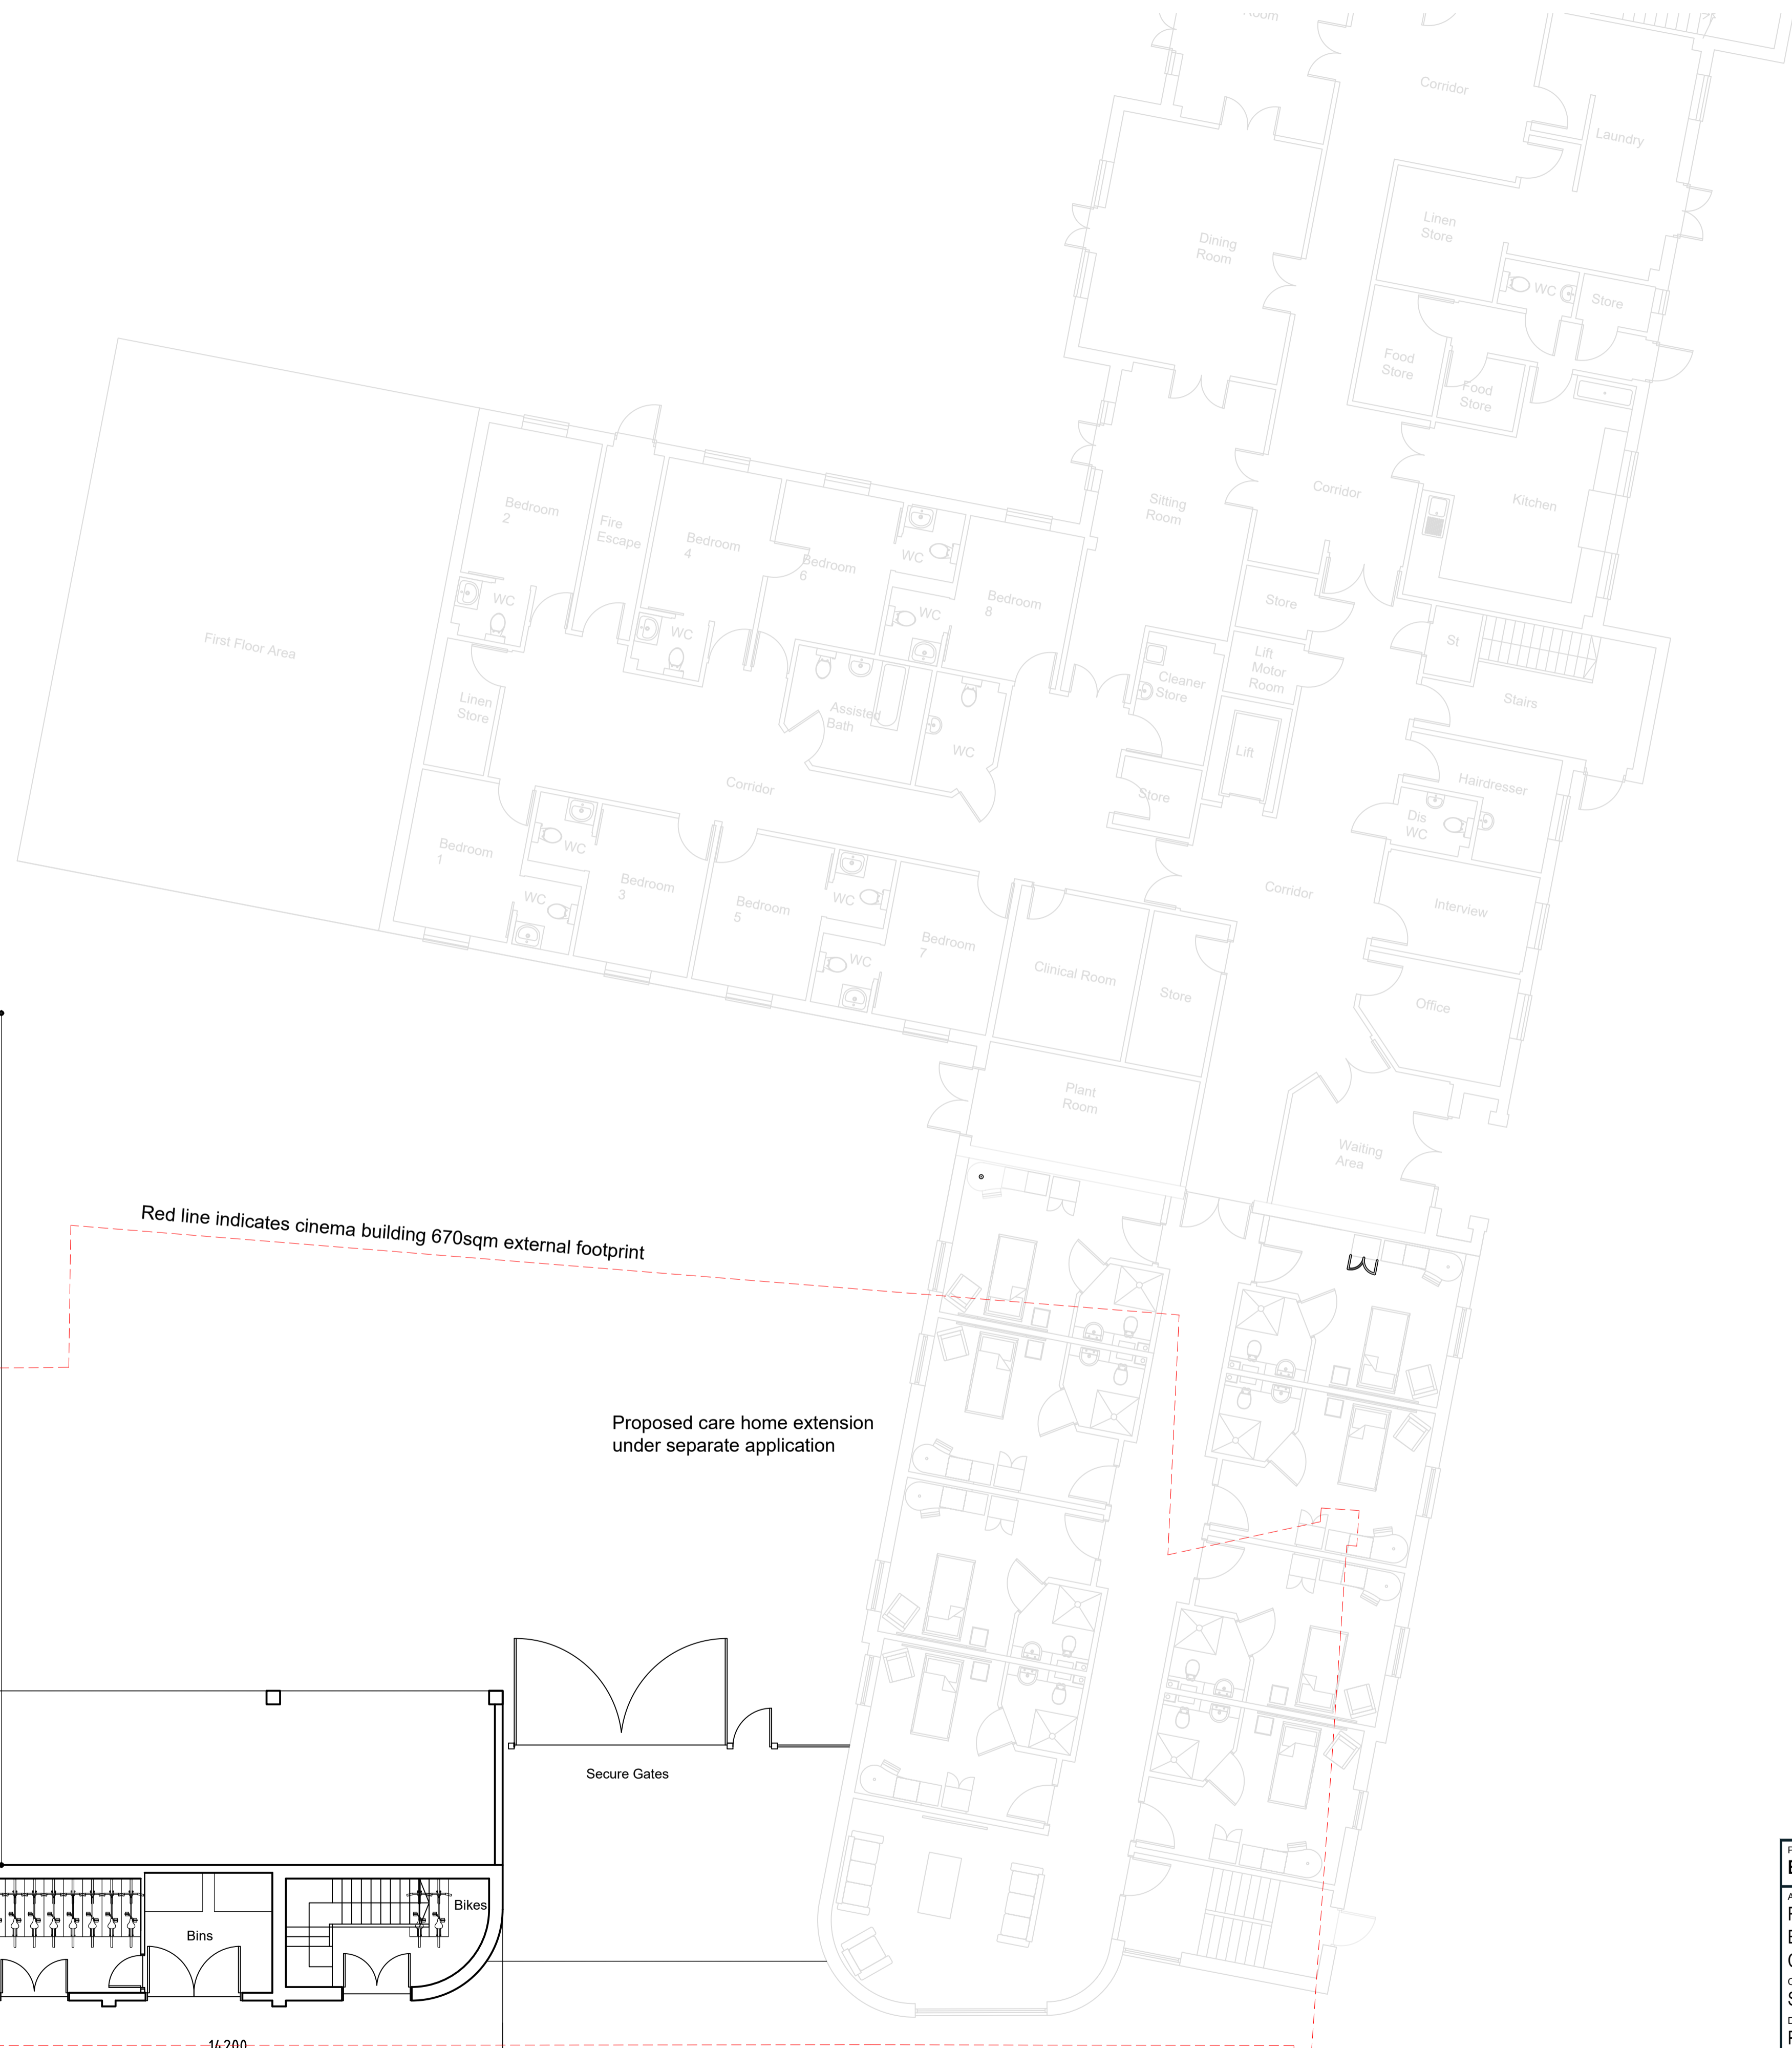 Room
Corridor
Laundry
Linen
Store
Dining
Room
WC
Store
Food
Store
Food
Store
Bedroom
2
Fire
Escape
Bedroom
4
Bedroom
6
WC
Bedroom
8
Sitting
Room
Corridor
Kitchen
First Floor Area
WC
WC
WC
Store
St
Linen
Store
Assisted
Bath
WC
Cleaner
Store
Lift
Motor
Room
Stairs
Lift
Corridor
Store
Hairdresser
Dis
WC
Bedroom
1
WC
Bedroom
3
WC
Bedroom
5
WC
WC
Bedroom
7
Clinical Room
Store
Corridor
Interview
Office
Plant
Room
Waiting
Area
Red line indicates cinema building 670sqm external footprint
Proposed care home extension
under separate application
Secure Gates
Bikes
Bins
14200